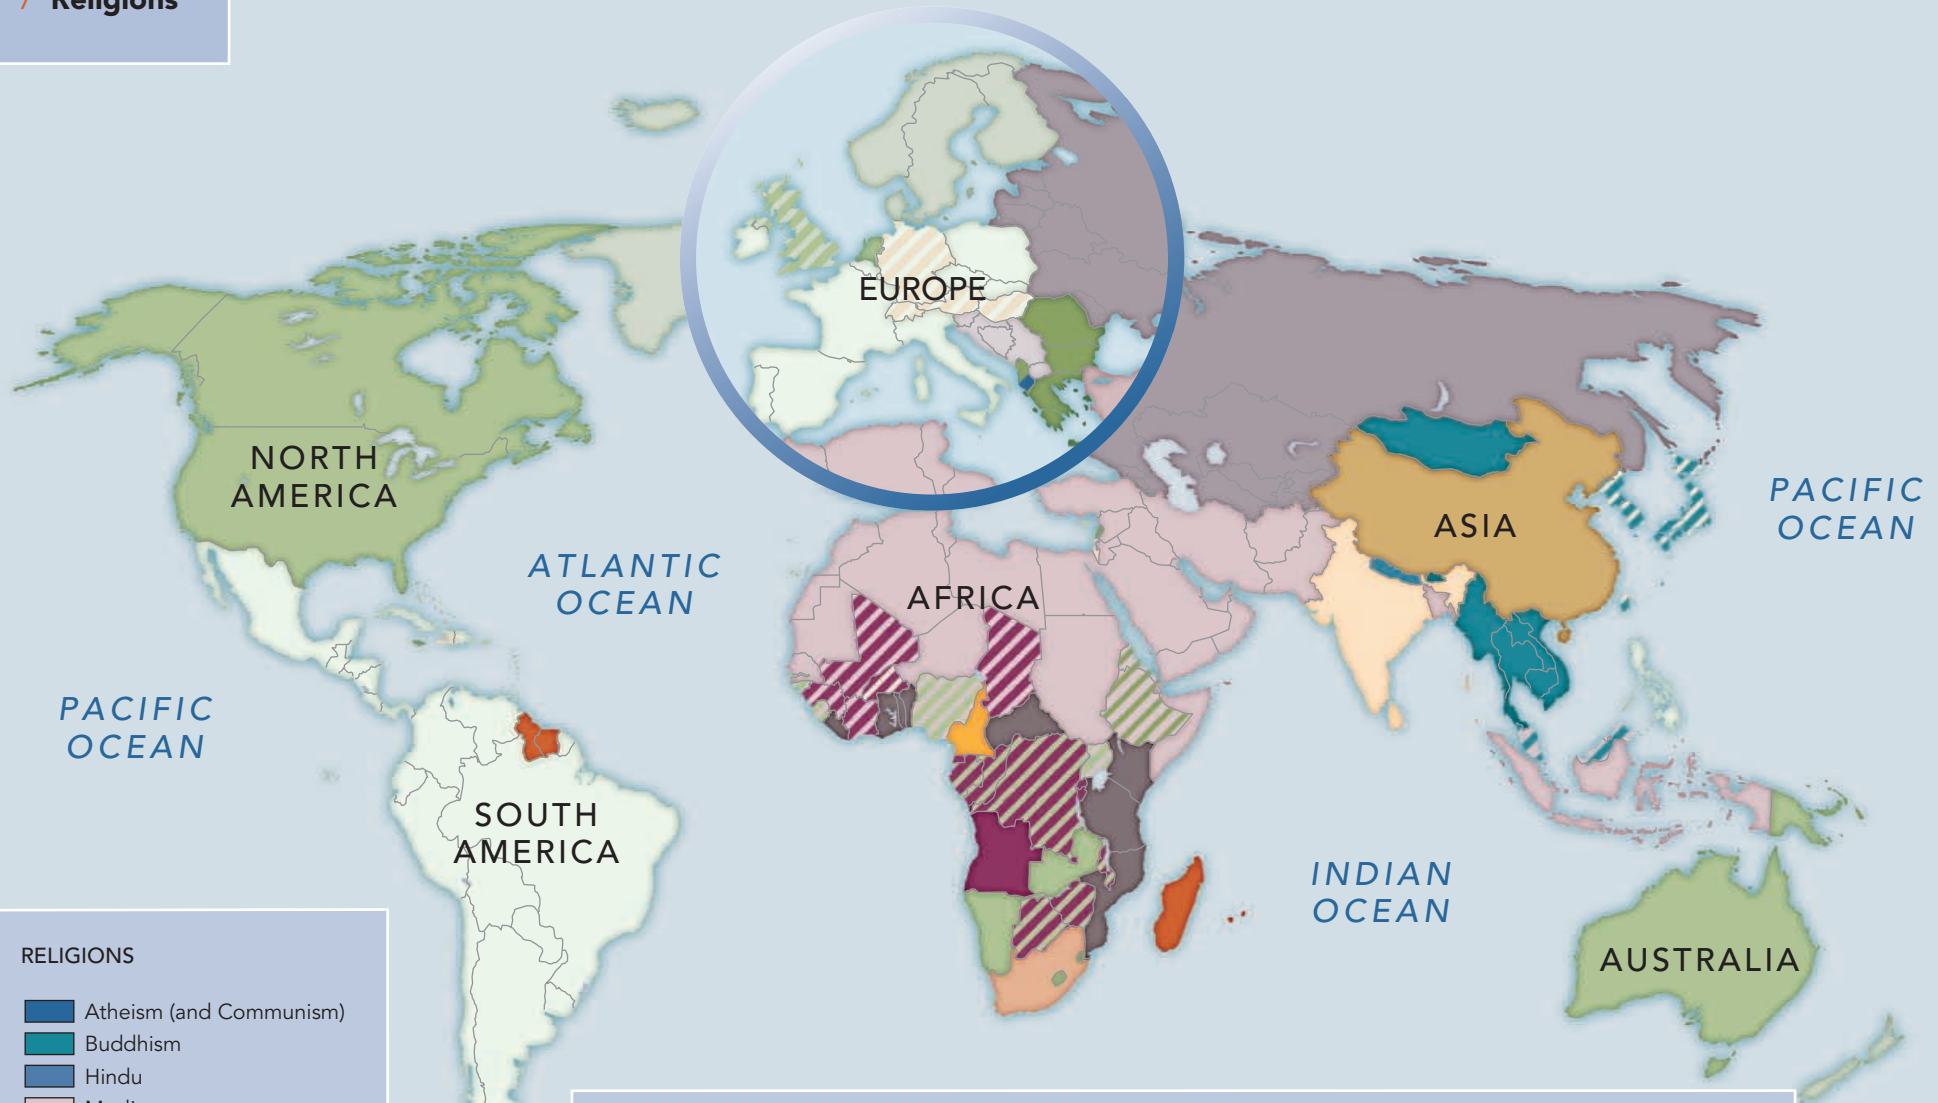 7 Religions
EUROPE
NORTH
AMERICA
ATLANTIC
OCEAN
AFRICA
ASIA
PACIFIC
OCEAN
PACIFIC
OCEAN
SOUTH
AMERICA
INDIAN
OCEAN
AUSTRALIA
RELIGIONS
Atheism (and Communism)
Buddhism
Hindu